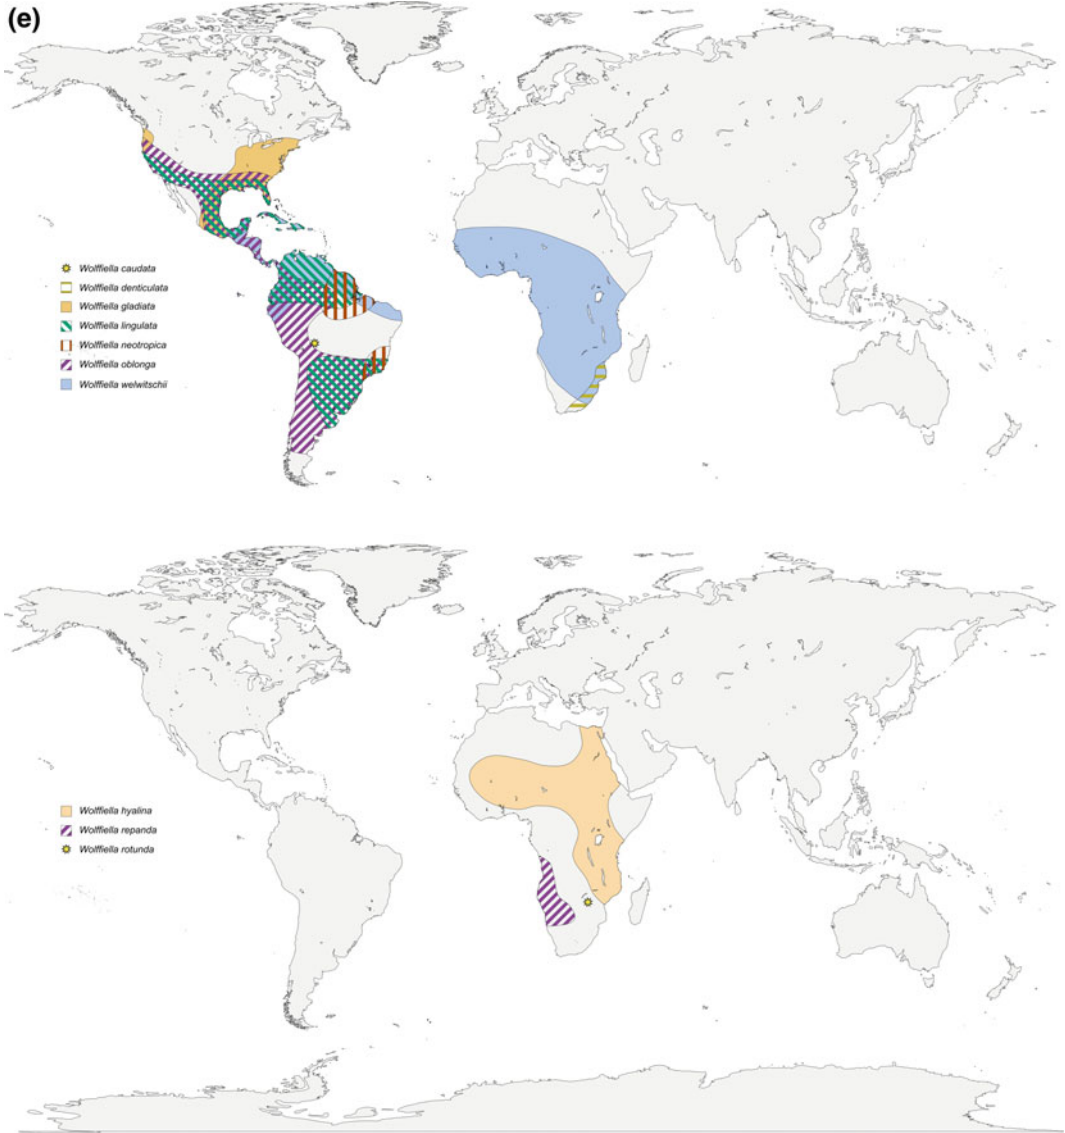 (e)
Wolffiella caudata
Wolffiella denticulata
Wolffiella gladiata
Wolffiella lingulata
Wolffiella neotropica
Wolffiella oblonga
Wolffiella welwitschii
Wolffiella hyalina
Wolffiella repanda
Wolffiella rotunda